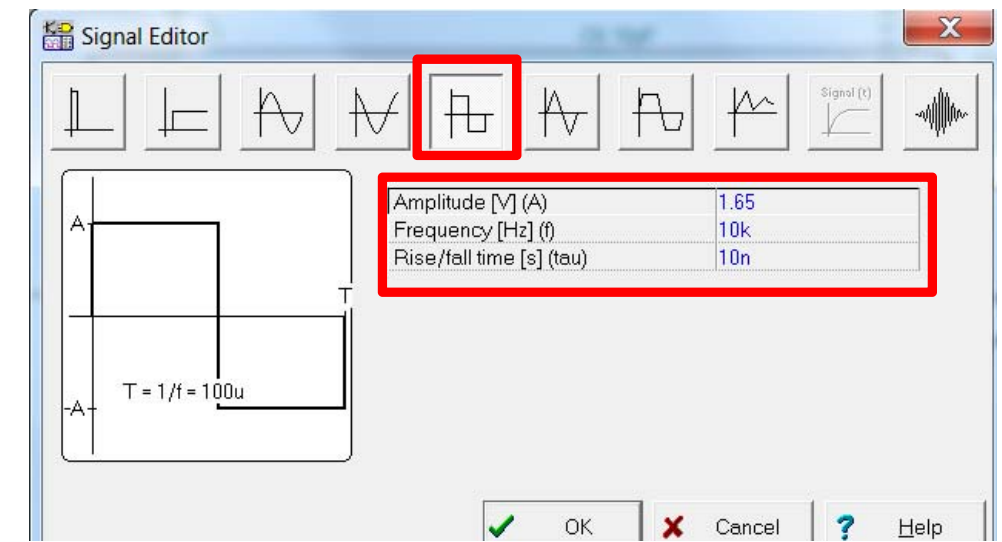 Signal Editor
X
Signal (t)
A
T
T = 1/f = 100u
-A
Amplitude [V] (A) 1.65
Frequency [Hz] (f) 10k
Rise/fall time [s] (tau) 10n
OK
Cancel
? Help